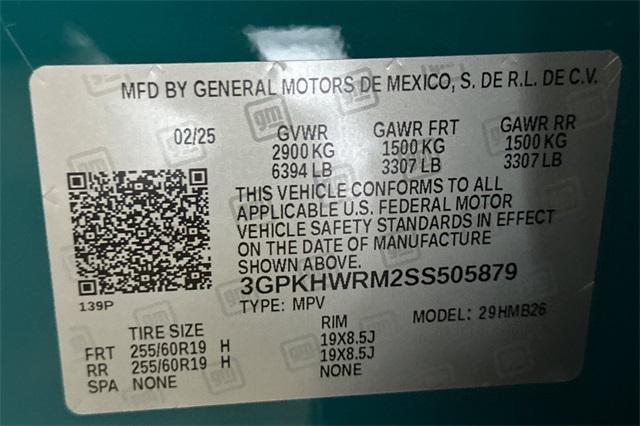 MFD BY GENERAL MOTORS DE MEXICO, S. DE R.L. DE C.V.
02/25 GVWR GAWR FRT GAWR RR
2900 KG 1500 KG 1500 KG
6394 LB 3307 LB 3307 LB
THIS VEHICLE CONFORMS TO ALL
APPLICABLE U.S. FEDERAL MOTOR
VEHICLE SAFETY STANDARDS IN EFFECT
ON THE DATE OF MANUFACTURE
SHOWN ABOVE.
3GPKHWRM2SS505879
139P
TYPE: MPV MODEL: 29HMB26
TIRE SIZE RIM
FRT 255/60R19 H 19X8.5J
RR 255/60R19 H 19X8.5J
SPA NONE NONE